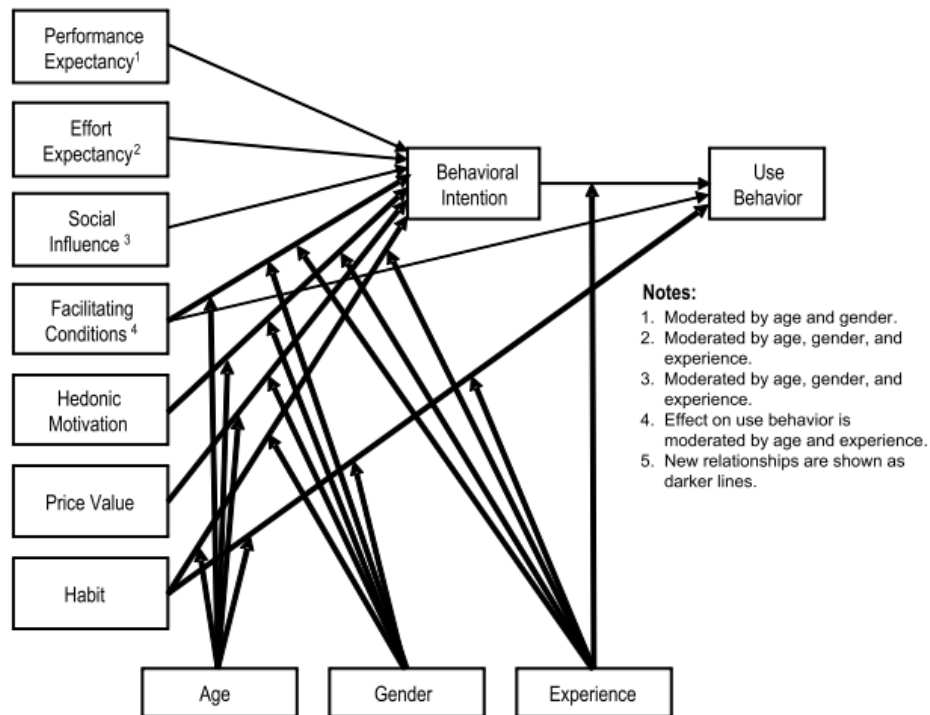 Performance
Expectancy1
Effort
Expectancy2
Social
Influence 3
Facilitating
Conditions 4
Hedonic
Motivation
Price Value
Habit
Behavioral
Intention
Use
Behavior
Notes:
1. Moderated by age and gender.
2. Moderated by age, gender, and
experience.
3. Moderated by age, gender, and
experience.
4. Effect on use behavior is
moderated by age and experience.
5. New relationships are shown as
darker lines.
Age
Gender
Experience